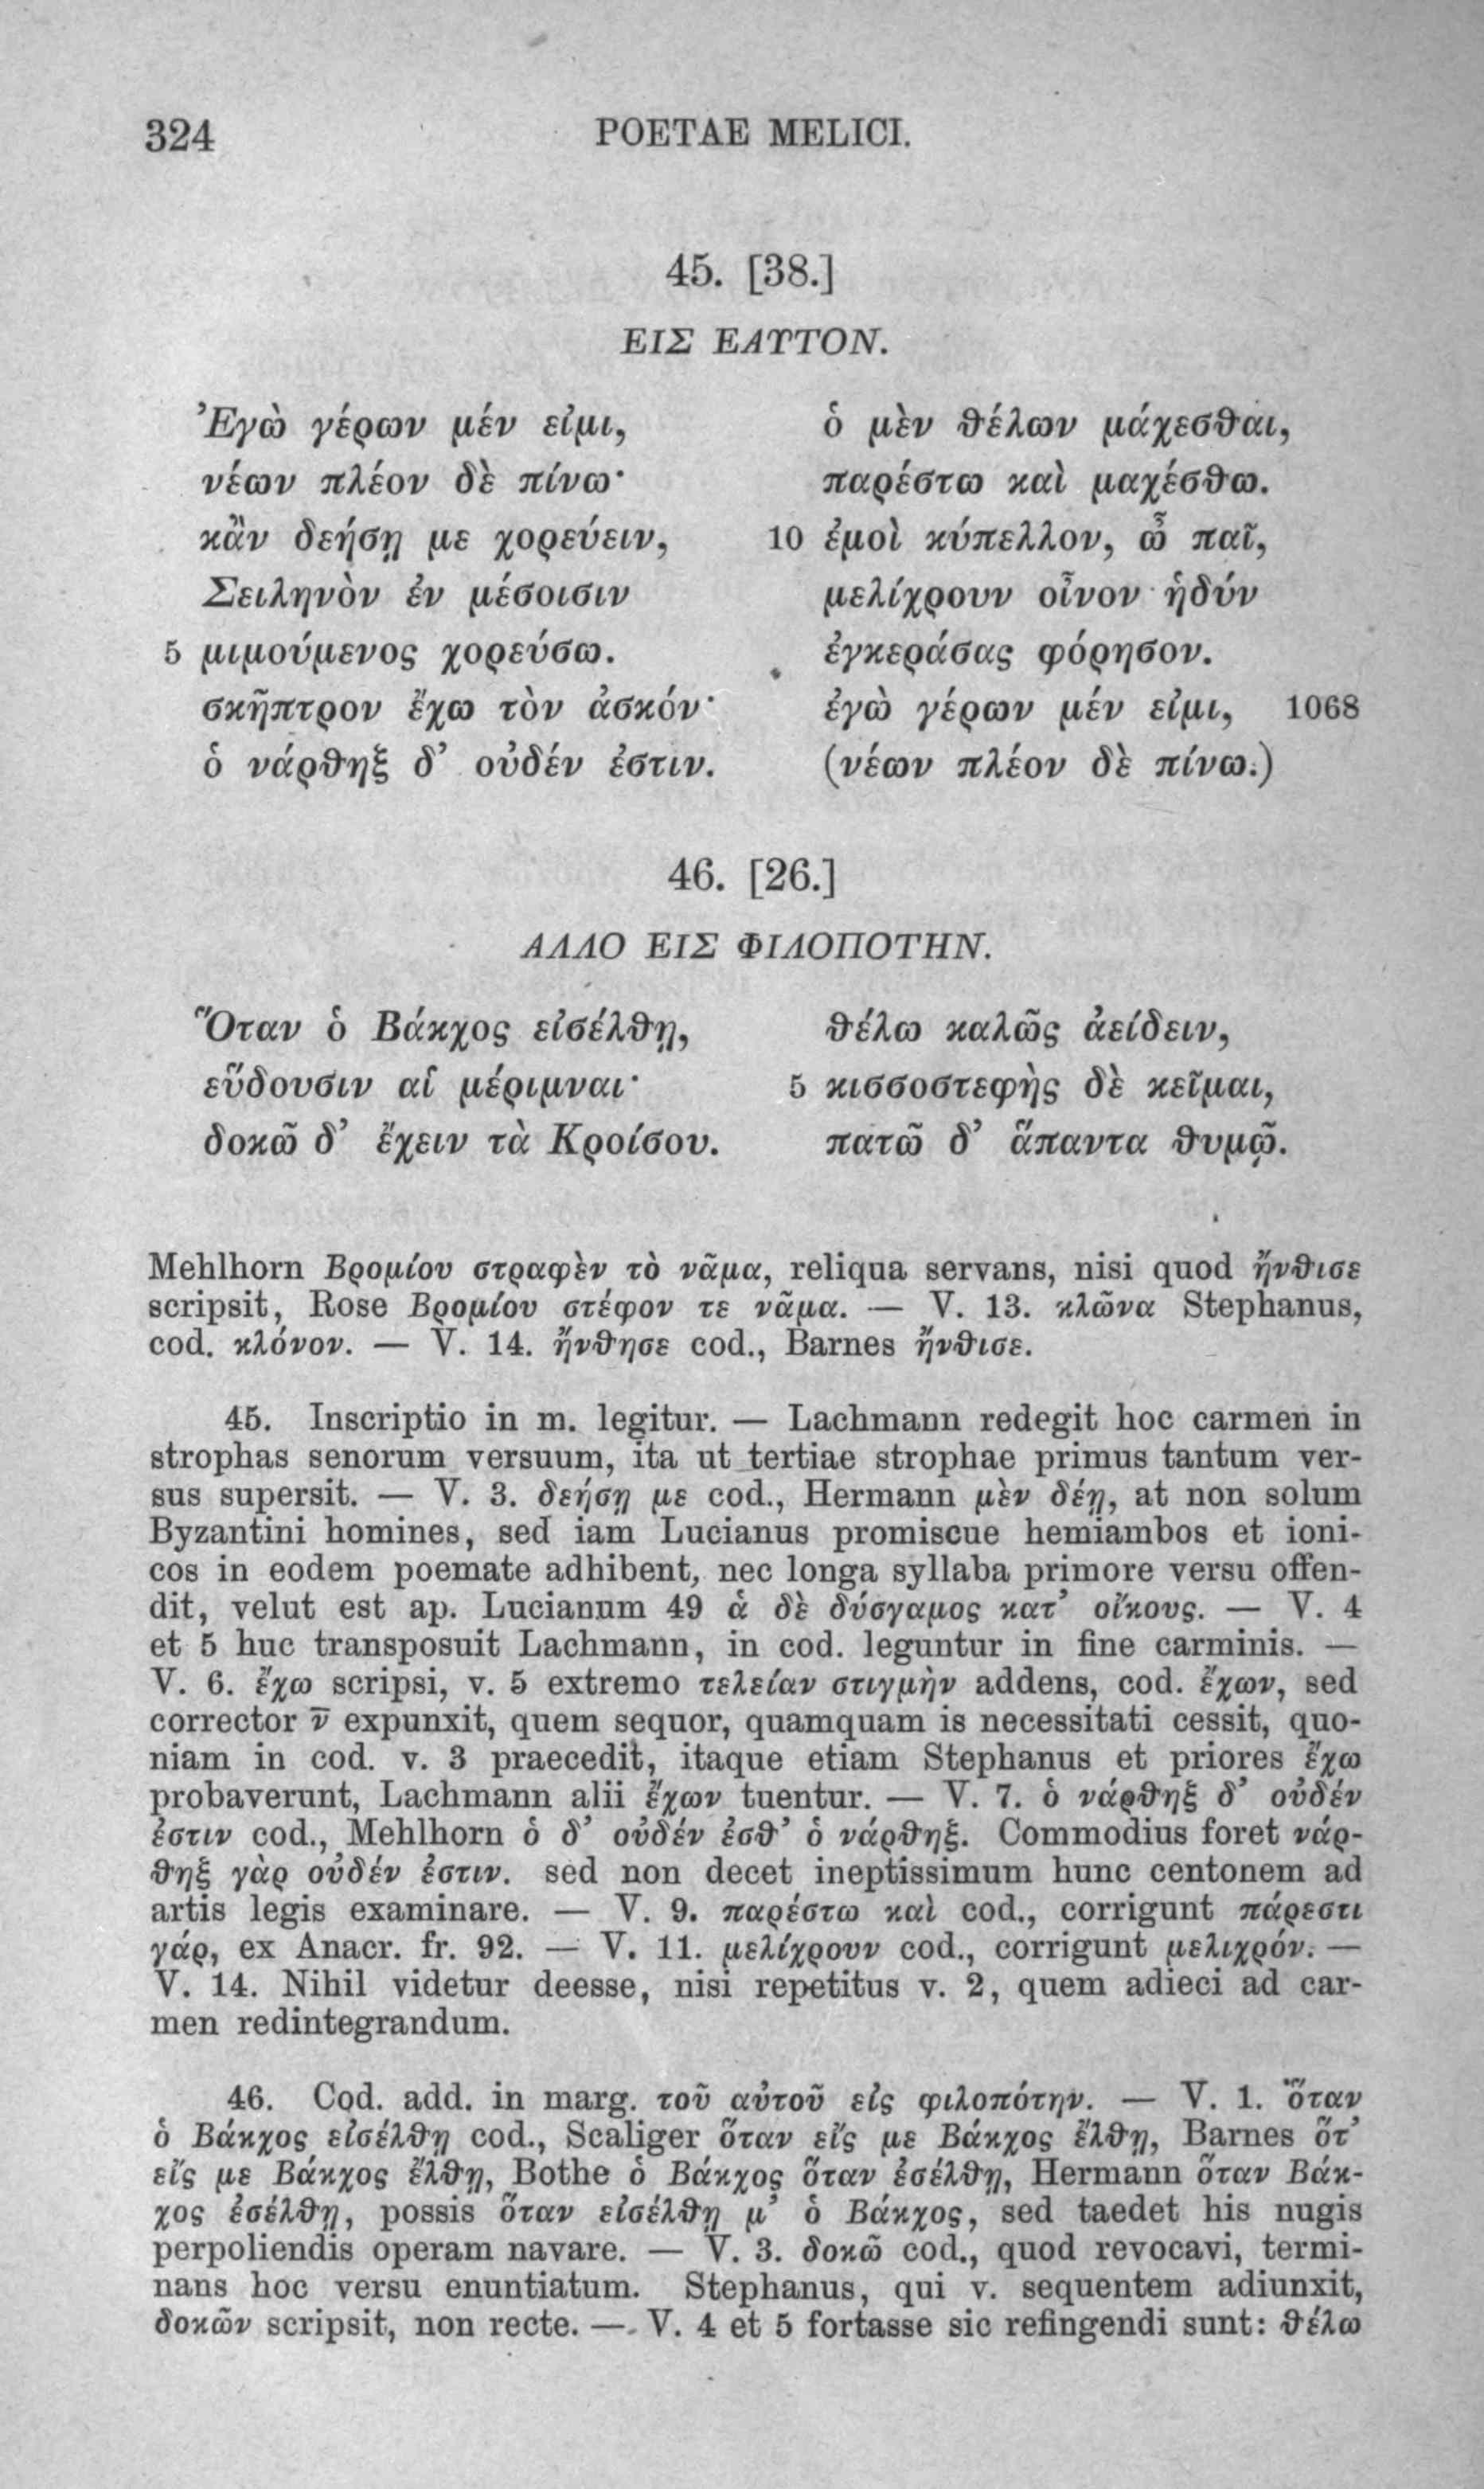 324
POETAE MELICI.
45. [38.]
ΕΙΣ ΕΑΥΤΟΝ.
Ἐγὼ γέρων μέν εἰμι,
νέων πλέον δὲ πίνω·
κἂν δεήσῃ με χορεύειν,
Σειληνὸν ἐν μέσοισιν
5 μιμούμενος χορεύσω.
σκῆπτρον ἔχω τὸν ἀσκόν·
ὁ νάρθηξ δ’ οὐδέν ἐστιν.
ὁ μὲν θέλων μάχεσθαι,
παρέστω καὶ μαχέσθω.
10 ἐμοὶ κύπελλον, ὦ παῖ,
μελίχρουν οἶνον ἡδύν
ἐγκεράσας φόρησον.
ἐγὼ γέρων μέν εἰμι, 1068
(νέων πλέον δὲ πίνω.)
46. [26.]
ΑΛΛΟ ΕΙΣ ΦΙΛΟΠΟΤΗΝ.
Ὅταν ὁ Βάκχος εἰσέλθῃ,
εὕδουσιν αἱ μέριμναι·
δοκῶ δ’ ἔχειν τὰ Κροίσου.
θέλω καλῶς ἀείδειν,
5 κισσοστεφὴς δὲ κεῖμαι,
πατῶ δ’ ἅπαντα θυμῷ.
Mehlhorn Βρομίου στραφὲν τὸ νᾶμα, reliqua servans, nisi quod ἤνθισε
scripsit, Rose Βρομίου στέφον τε νᾶμα. — V. 13. κλῶνα Stephanus,
cod. κλόνον. — V. 14. ἤνθησε cod., Barnes ἤνθισε.
45. Inscriptio in m. legitur. — Lachmann redegit hoc carmen in
strophas senorum versuum, ita ut tertiae strophae primus tantum ver-
sus supersit. — V. 3. δεήσῃ με cod., Hermann μὲν δέῃ, at non solum
Byzantini homines, sed iam Lucianus promiscue hemiambos et ioni-
cos in eodem poemate adhibent, nec longa syllaba primore versu offen-
dit, velut est ap. Lucianum 49 ἁ δὲ δύσγαμος κατ’ οἴκους. — V. 4
et 5 huc transposuit Lachmann, in cod. leguntur in fine carminis. —
V. 6. ἔχω scripsi, v. 5 extremo τελείαν στιγμὴν addens, cod. ἔχων, sed
corrector ν̄ expunxit, quem sequor, quamquam is necessitati cessit, quo-
niam in cod. v. 3 praecedit, itaque etiam Stephanus et priores ἔχω
probaverunt, Lachmann alii ἔχων tuentur. — V. 7. ὁ νάρθηξ δ’ οὐδέν
ἐστιν cod., Mehlhorn ὁ δ’ οὐδέν ἐσθ’ ὁ νάρθηξ. Commodius foret νάρ-
θηξ γὰρ οὐδέν ἐστιν. sed non decet ineptissimum hunc centonem ad
artis legis examinare. — V. 9. παρέστω καὶ cod., corrigunt πάρεστι
γάρ, ex Anacr. fr. 92. — V. 11. μελίχρουν cod., corrigunt μελιχρόν. —
V. 14. Nihil videtur deesse, nisi repetitus v. 2, quem adieci ad car-
men redintegrandum.
46. Cod. add. in marg. τοῦ αὐτοῦ εἰς φιλοπότην. — V. 1. ὅταν
ὁ Βάκχος εἰσέλθῃ cod., Scaliger ὅταν εἴς με Βάκχος ἔλθῃ, Barnes ὅτ’
εἴς με Βάκχος ἔλθῃ, Bothe ὁ Βάκχος ὅταν ἐσέλθῃ, Hermann ὅταν Βάκ-
χος ἐσέλθῃ, possis ὅταν εἰσέλθῃ μ’ ὁ Βάκχος, sed taedet his nugis
perpoliendis operam navare. — V. 3. δοκῶ cod., quod revocavi, termi-
nans hoc versu enuntiatum. Stephanus, qui v. sequentem adiunxit,
δοκῶν scripsit, non recte. — V. 4 et 5 fortasse sic refingendi sunt: θέλω